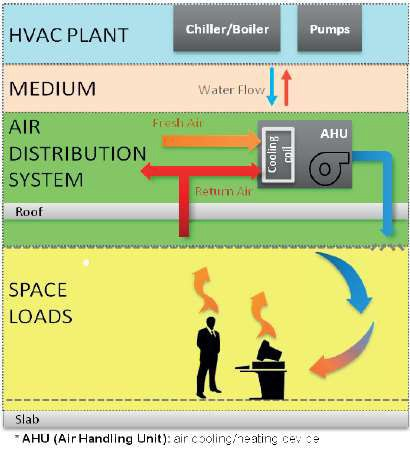 HVAC PLANT
Chiller/Boiler
Pumps
MEDIUM
Water Flow
AIR
DISTRIBUTION
SYSTEM
Fresh Air
Cooling
coil
AHU
Return Air
Roof
SPACE
LOADS
Slab
* AHU (Air Handling Unit): air cooling/heating device